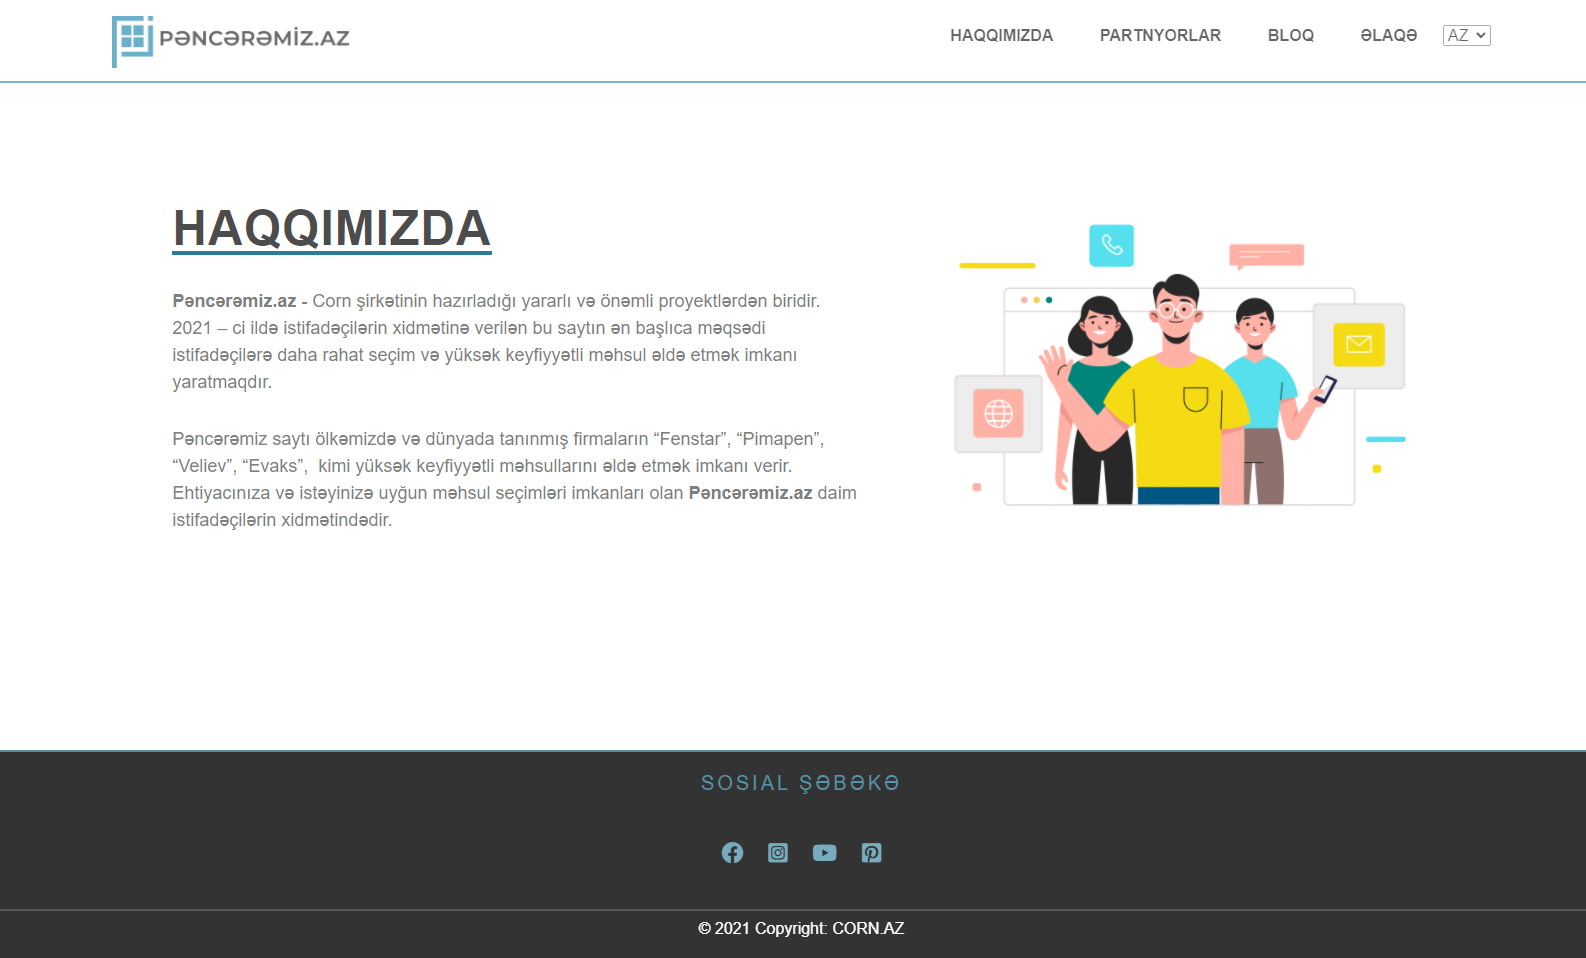 PƏNCƏRƏMİZ.AZ
HAQQIMIZDA
PARTNYORLAR
BLOQ
ƏLAQƏ
AZ
HAQQIMIZDA
Pəncərəmiz.az - Corn şirkətinin hazırladığı yararlı və önəmli proyektlərdən biridir.
2021 – ci ildə istifadəçilərin xidmətinə verilən bu saytın ən başlıca məqsədi
istifadəçilərə daha rahat seçim və yüksək keyfiyyətli məhsul əldə etmək imkanı
yaratmaqdır.
Pəncərəmiz saytı ölkəmizdə və dünyada tanınmış firmaların “Fenstar”, “Pimapen”,
“Veliev”, “Evaks”,  kimi yüksək keyfiyyətli məhsullarını əldə etmək imkanı verir.
Ehtiyacınıza və istəyinizə uyğun məhsul seçimləri imkanları olan Pəncərəmiz.az daim
istifadəçilərin xidmətindədir.
SOSIAL ŞƏBƏKƏ
© 2021 Copyright: CORN.AZ